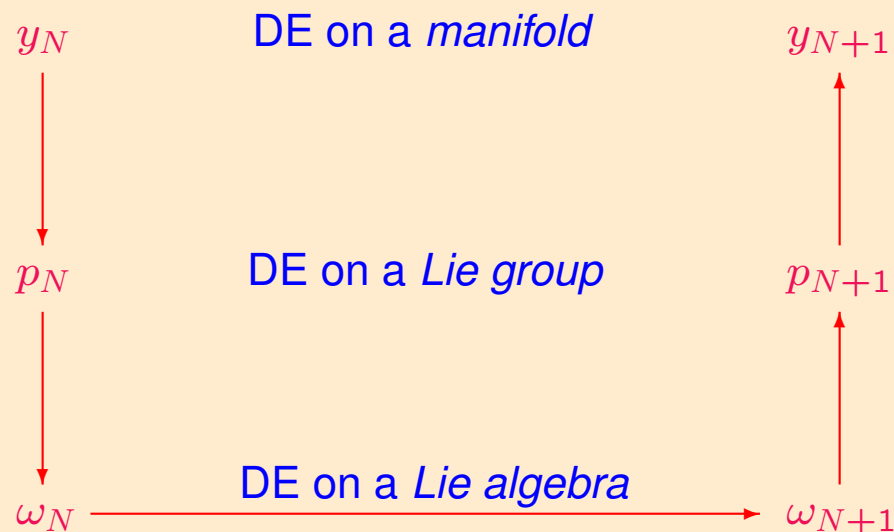 y_N DE on a manifold y_{N+1}
p_N DE on a Lie group p_{N+1}
DE on a Lie algebra
ω_N ω_{N+1}